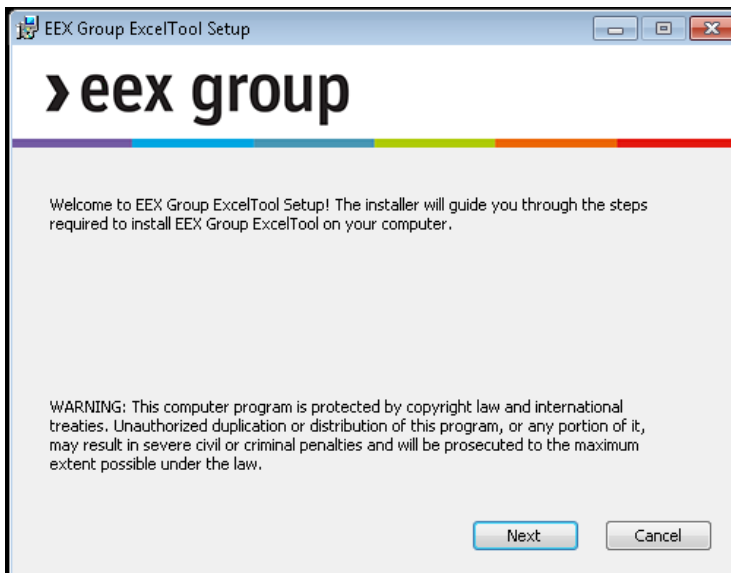 EEX Group ExcelTool Setup
eex group
Welcome to EEX Group ExcelTool Setup! The installer will guide you through the steps
required to install EEX Group ExcelTool on your computer.
WARNING: This computer program is protected by copyright law and international
treaties. Unauthorized duplication or distribution of this program, or any portion of it,
may result in severe civil or criminal penalties and will be prosecuted to the maximum
extent possible under the law.
Next
Cancel